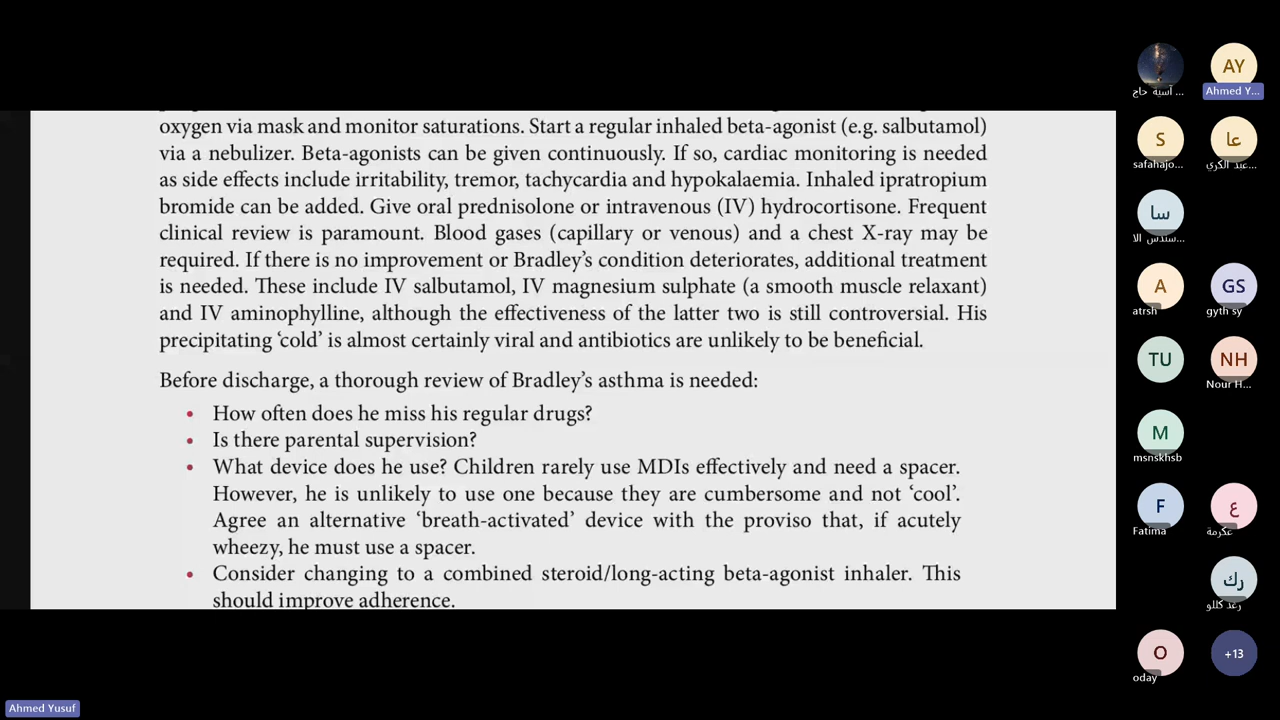 oxygen via mask and monitor saturations. Start a regular inhaled beta-agonist (e.g. salbutamol)
via a nebulizer. Beta-agonists can be given continuously. If so, cardiac monitoring is needed
as side effects include irritability, tremor, tachycardia and hypokalaemia. Inhaled ipratropium
bromide can be added. Give oral prednisolone or intravenous (IV) hydrocortisone. Frequent
clinical review is paramount. Blood gases (capillary or venous) and a chest X-ray may be
required. If there is no improvement or Bradley’s condition deteriorates, additional treatment
is needed. These include IV salbutamol, IV magnesium sulphate (a smooth muscle relaxant)
and IV aminophylline, although the effectiveness of the latter two is still controversial. His
precipitating ‘cold’ is almost certainly viral and antibiotics are unlikely to be beneficial.
Before discharge, a thorough review of Bradley’s asthma is needed:
• How often does he miss his regular drugs?
• Is there parental supervision?
• What device does he use? Children rarely use MDIs effectively and need a spacer.
However, he is unlikely to use one because they are cumbersome and not ‘cool’.
Agree an alternative ‘breath-activated’ device with the proviso that, if acutely
wheezy, he must use a spacer.
• Consider changing to a combined steroid/long-acting beta-agonist inhaler. This
should improve adherence.
آسية حاج ...
AY
Ahmed Y...
S
safahajo...
عا
عبد الكري...
سا
سندس الا...
A
atrsh
GS
gyth sy
TU
NH
Nour H...
M
msnskhsb
F
Fatima
ع
عكرمة
رك
رغد كللو
O
oday
+13
Ahmed Yusuf